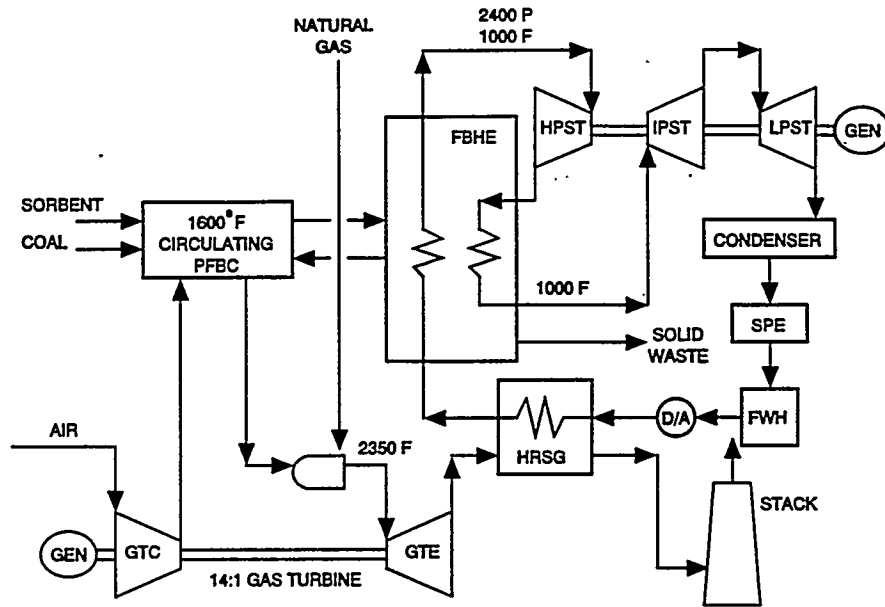 NATURAL
GAS
2400 P
1000 F
HPST
IPST
LPST
GEN
FBHE
SORBENT
COAL
1600° F
CIRCULATING
PFBC
CONDENSER
1000 F
SPE
SOLID
WASTE
FWH
D/A
HRSG
AIR
2350 F
STACK
GEN
GTC
GTE
14:1 GAS TURBINE